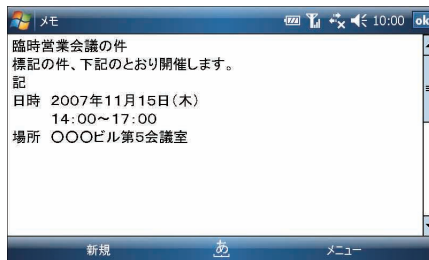 メモ 10:00 ok
臨時営業会議の件
標記の件、下記のとおり開催します。
記
日時 2007年11月15日(木)
14:00～17:00
場所 〇〇〇ビル第5会議室
新規 あ メニュー